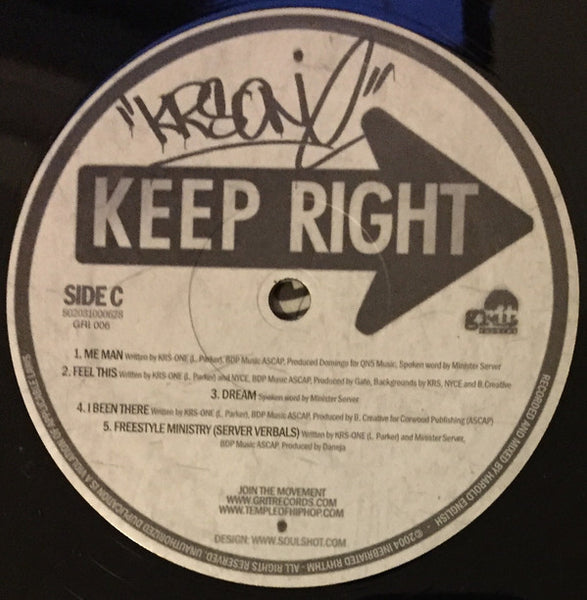 "KRSONE"
KEEP RIGHT
SIDE C
802031000628
GRI 006
grit
RECORDS
1. ME MAN Written by KRS-ONE (L. Parker), BDP Music ASCAP, Produced Domingo for QNS Music, Spoken word by Minister Server
2. FEEL THIS Written by KRS-ONE (L. Parker) and NYCE, BDP Music ASCAP, Produced by Gate, Backgrounds by KRS, NYCE and B. Creative
3. DREAM Spoken word by Minister Server
4. I BEEN THERE Written by KRS-ONE (L. Parker), BDP Music ASCAP, Produced by B. Creative for Corwood Publishing (ASCAP)
5. FREESTYLE MINISTRY (SERVER VERBALS) Written by KRS-ONE (L. Parker) and Minister Server,
BDP Music ASCAP, Produced by Daneja
JOIN THE MOVEMENT
WWW.GRITRECORDS.COM
WWW.TEMPLEOFHIPHOP.COM
DESIGN: WWW.SOULSHOT.COM
RECORDED AND MIXED BY HAROLD ENGLISH - ©2004 INEBRIATED RHYTHM - ALL RIGHTS RESERVED. UNAUTHORIZED DUPLICATION IS A VIOLATION OF APPLICABLE LAWS